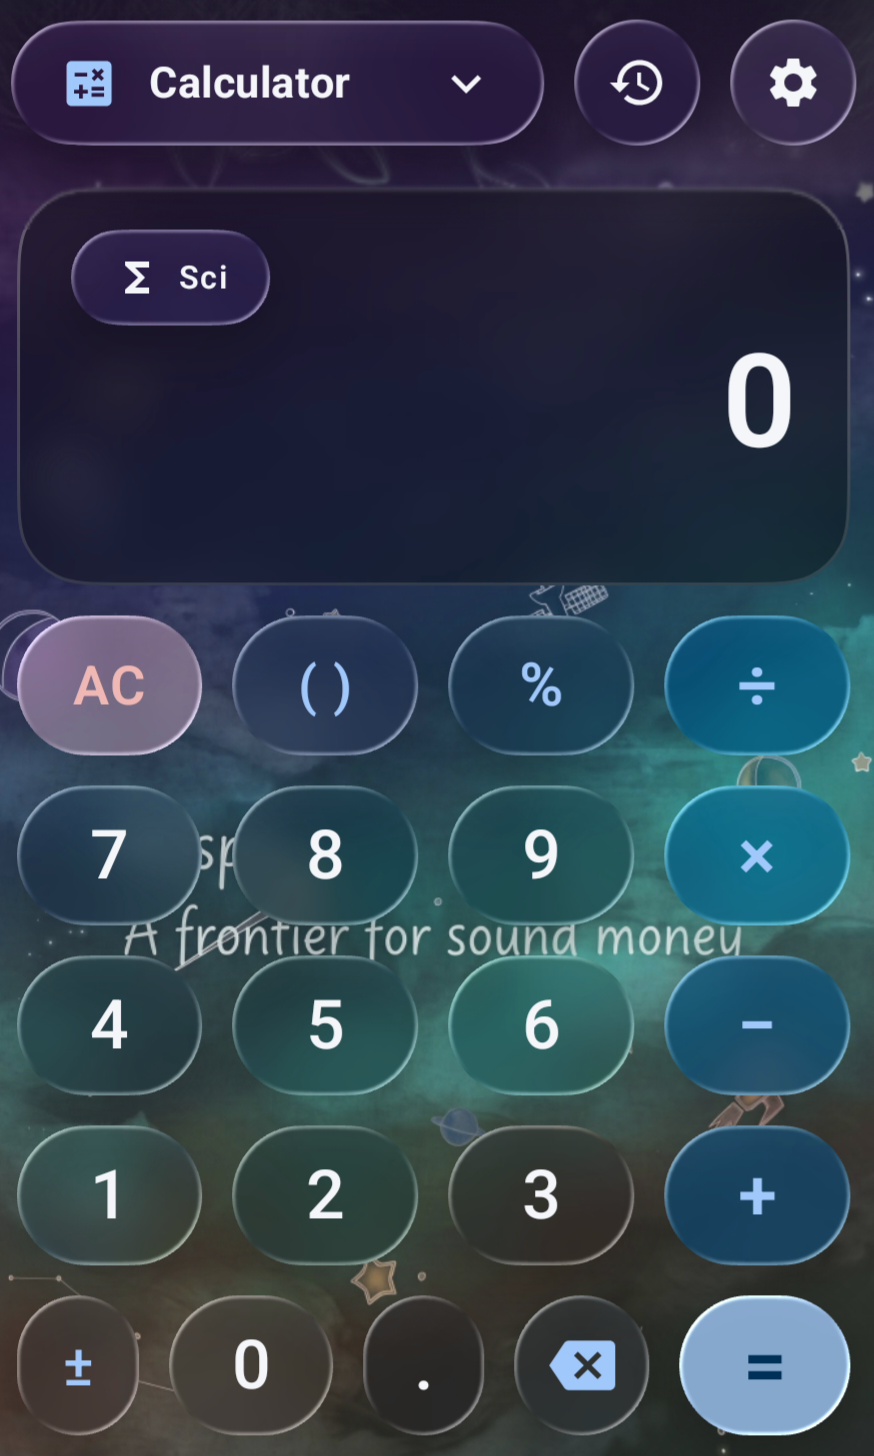 Calculator
Σ Sci
0
AC ( ) % ÷
7 8 9 ×
A frontier for sound money
4 5 6 −
1 2 3 +
± 0 . =